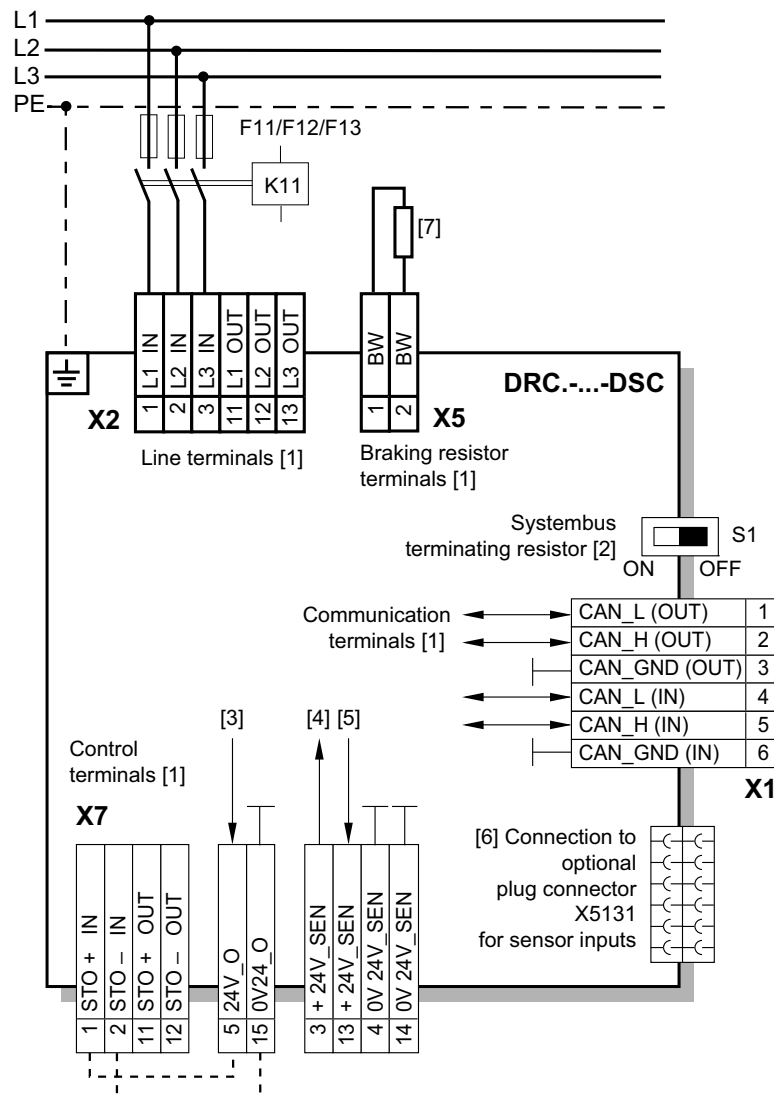 L1
L2
L3
PE
F11/F12/F13
K11
[7]
1 L1 IN
2 L2 IN
3 L3 IN
11 L1 OUT
12 L2 OUT
13 L3 OUT
X2
Line terminals [1]
1 BW
2 BW
X5
Braking resistor
terminals [1]
DRC.-...-DSC
Systembus
terminating resistor [2]
S1
ON OFF
Communication
terminals [1]
CAN_L (OUT) 1
CAN_H (OUT) 2
CAN_GND (OUT) 3
CAN_L (IN) 4
CAN_H (IN) 5
CAN_GND (IN) 6
X1
[3]
[4] [5]
Control
terminals [1]
X7
1 STO + IN
2 STO – IN
11 STO + OUT
12 STO – OUT
5 24V_O
15 0V24_O
3 + 24V_SEN
13 + 24V_SEN
4 0V 24V_SEN
14 0V 24V_SEN
[6] Connection to
optional
plug connector
X5131
for sensor inputs